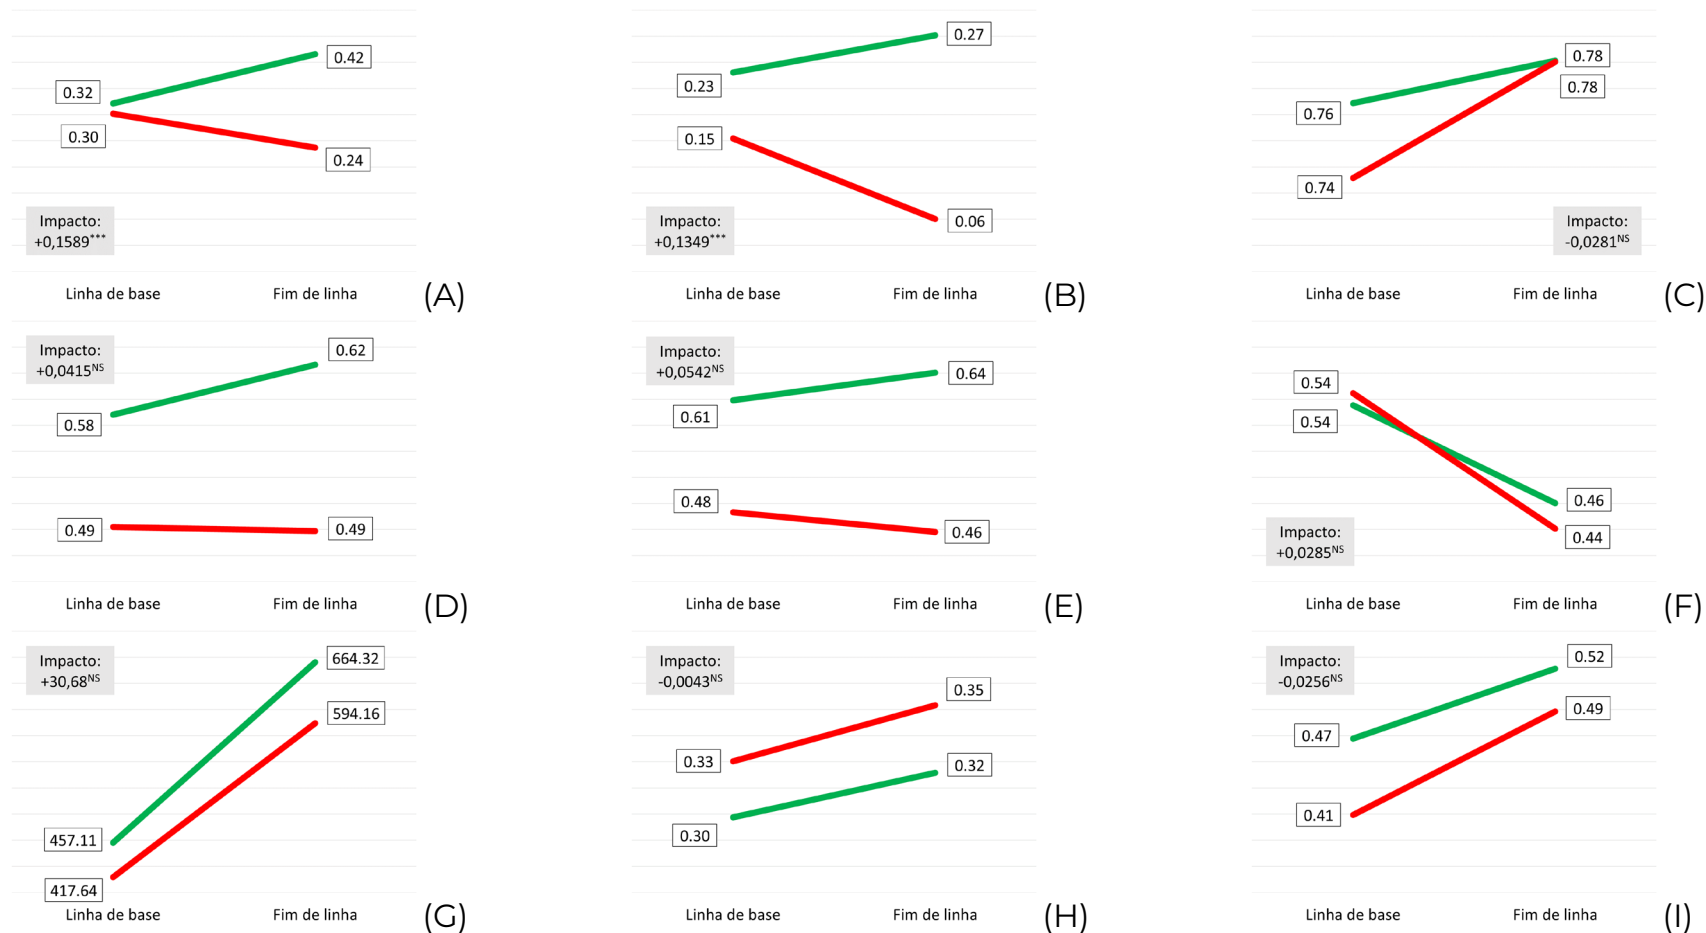 0.32
0.42
0.30
0.24
Impacto:
+0,1589***
Linha de base
Fim de linha
(A)
0.23
0.27
0.15
0.06
Impacto:
+0,1349***
Linha de base
Fim de linha
(B)
0.78
0.78
0.76
0.74
Impacto:
-0,0281NS
Linha de base
Fim de linha
(C)
Impacto:
+0,0415NS
0.62
0.58
0.49
0.49
Linha de base
Fim de linha
(D)
Impacto:
+0,0542NS
0.64
0.61
0.48
0.46
Linha de base
Fim de linha
(E)
0.54
0.54
0.46
0.44
Impacto:
+0,0285NS
Linha de base
Fim de linha
(F)
Impacto:
+30,68NS
664.32
594.16
457.11
417.64
Linha de base
Fim de linha
(G)
Impacto:
-0,0043NS
0.35
0.33
0.32
0.30
Linha de base
Fim de linha
(H)
Impacto:
-0,0256NS
0.52
0.49
0.47
0.41
Linha de base
Fim de linha
(I)